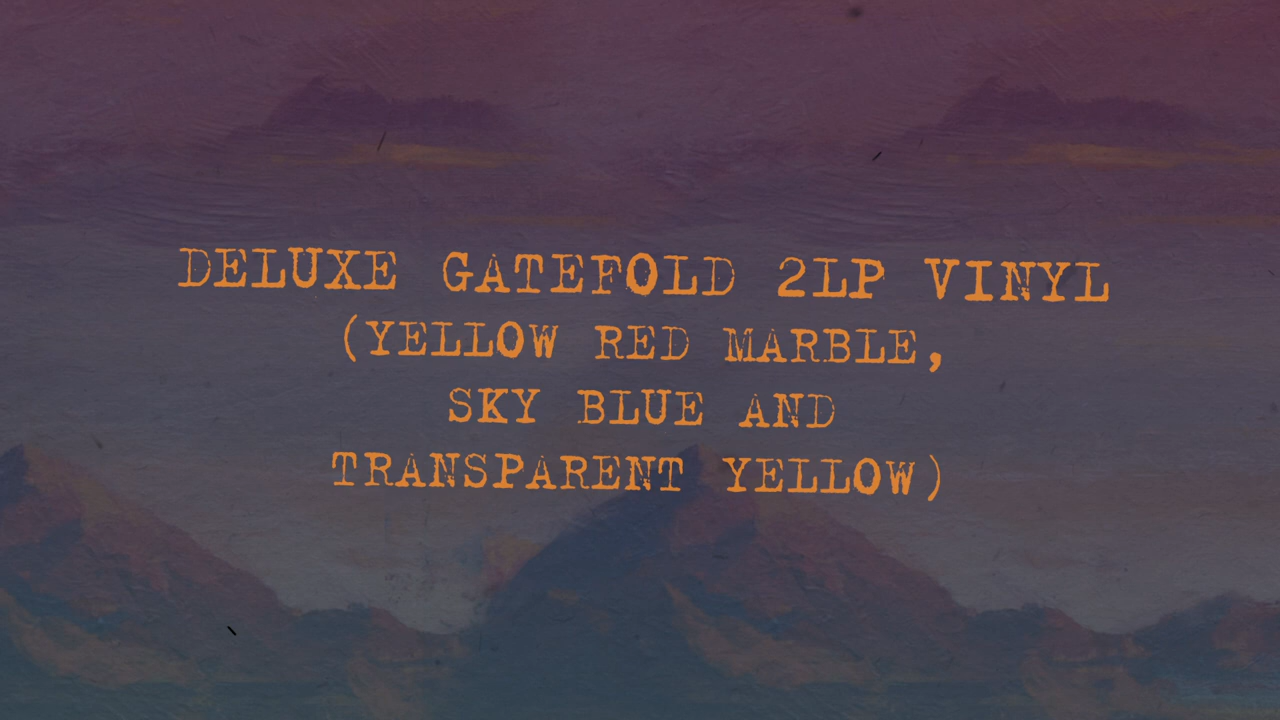 DELUXE GATEFOLD 2LP VINYL
(YELLOW RED MARBLE,
SKY BLUE AND
TRANSPARENT YELLOW)